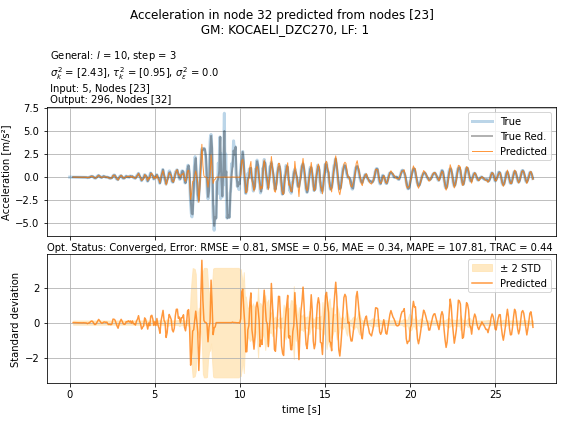 Acceleration in node 32 predicted from nodes [23]
GM: KOCAELI_DZC270, LF: 1
General: l = 10, step = 3
σ²ₖ = [2.43], τ²ₖ = [0.95], σ²ε = 0.0
Input: 5, Nodes [23]
Output: 296, Nodes [32]
Acceleration [m/s²]
7.5
5.0
2.5
0.0
−2.5
−5.0
True
True Red.
Predicted
Opt. Status: Converged, Error: RMSE = 0.81, SMSE = 0.56, MAE = 0.34, MAPE = 107.81, TRAC = 0.44
Standard deviation
2
0
−2
± 2 STD
Predicted
0 5 10 15 20 25
time [s]